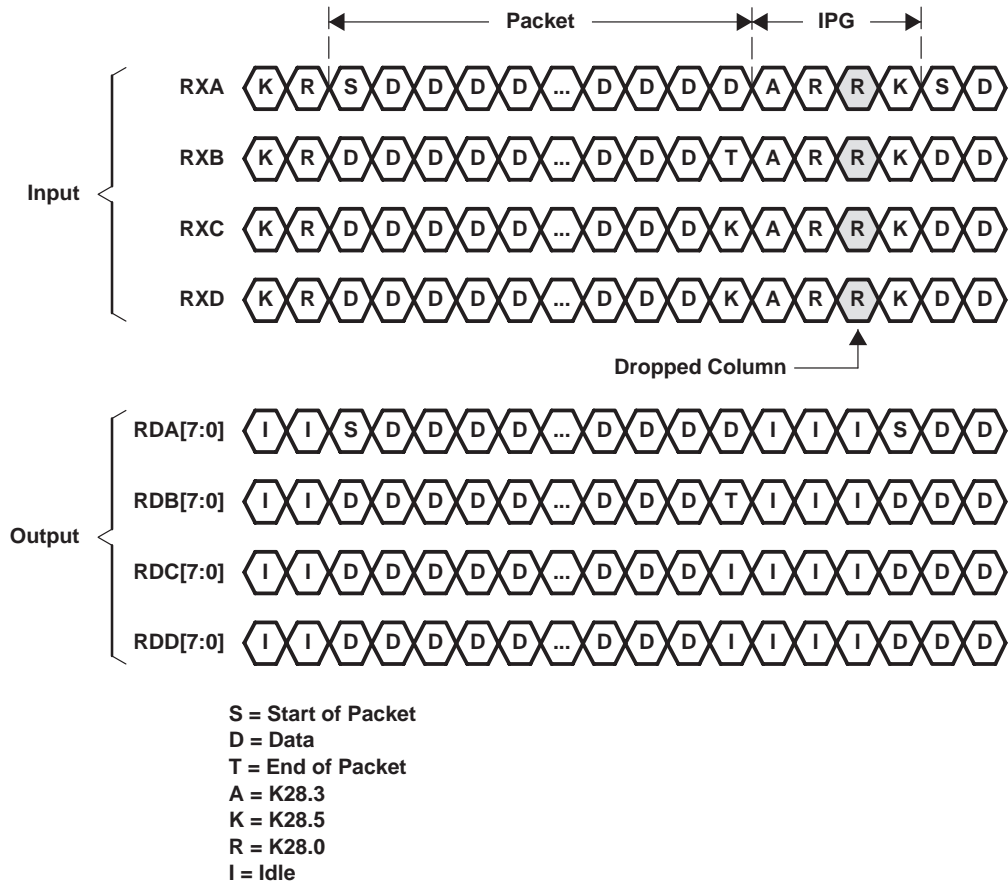 Packet IPG
RXA K R S D D D D ... D D D D A R R K S D
RXB K R D D D D D ... D D D T A R R K D D
Input
RXC K R D D D D D ... D D D K A R R K D D
RXD K R D D D D D ... D D D K A R R K D D
Dropped Column
RDA[7:0] I I S D D D D ... D D D D I I I S D D
RDB[7:0] I I D D D D D ... D D D T I I I D D D
Output
RDC[7:0] I I D D D D D ... D D D I I I I D D D
RDD[7:0] I I D D D D D ... D D D I I I I D D D
S = Start of Packet
D = Data
T = End of Packet
A = K28.3
K = K28.5
R = K28.0
I = Idle